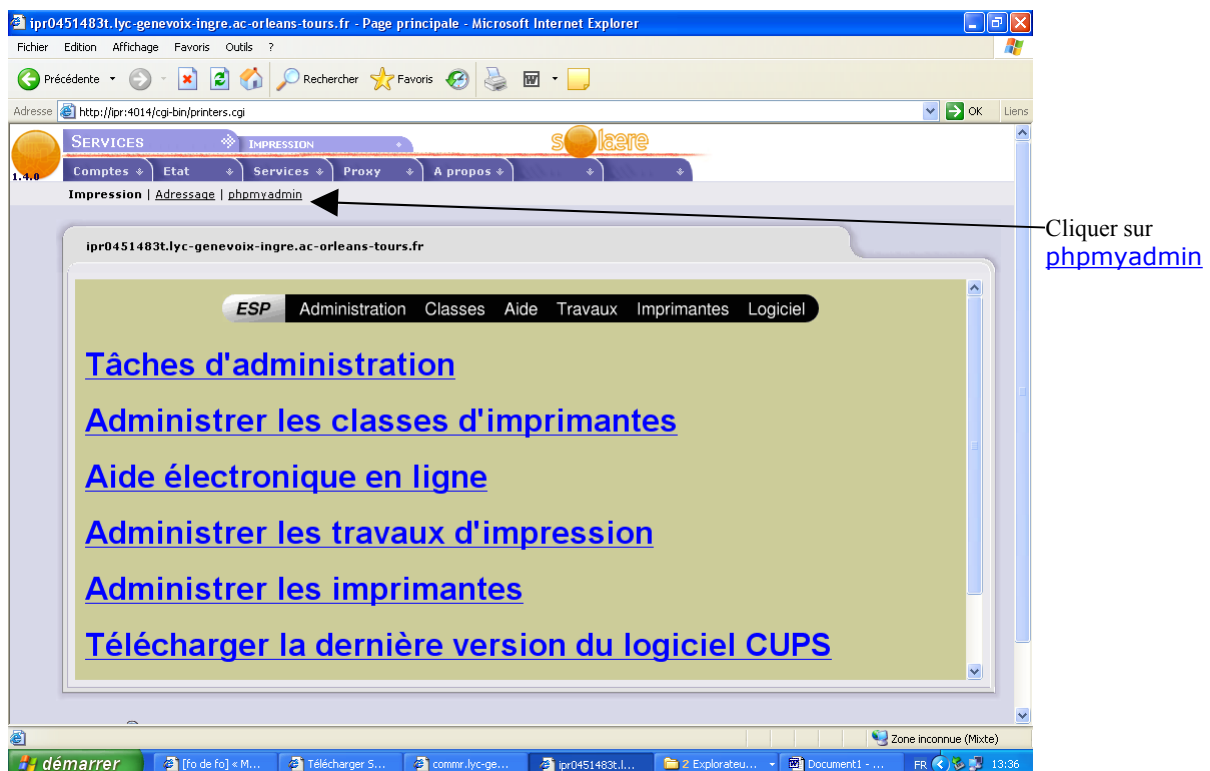 ipr0451483t.lyc-genevoix-ingre.ac-orleans-tours.fr - Page principale - Microsoft Internet Explorer
Fichier Edition Affichage Favoris Outils ?
Précédente Rechercher Favoris
Adresse http://ipr:4014/cgi-bin/printers.cgi OK Liens
SERVICES IMPRESSION solaere
1.4.0 Comptes Etat Services Proxy A propos
Impression | Adressage | phpmyadmin
Cliquer sur
phpmyadmin
ipr0451483t.lyc-genevoix-ingre.ac-orleans-tours.fr
ESP Administration Classes Aide Travaux Imprimantes Logiciel
Tâches d'administration
Administrer les classes d'imprimantes
Aide électronique en ligne
Administrer les travaux d'impression
Administrer les imprimantes
Télécharger la dernière version du logiciel CUPS
Zone inconnue (Mixte)
démarrer [fo de fo] « M... Télécharger S... commr.lyc-ge... ipr0451483t.l... 2 Explorateu... Document1 - ... FR 13:36